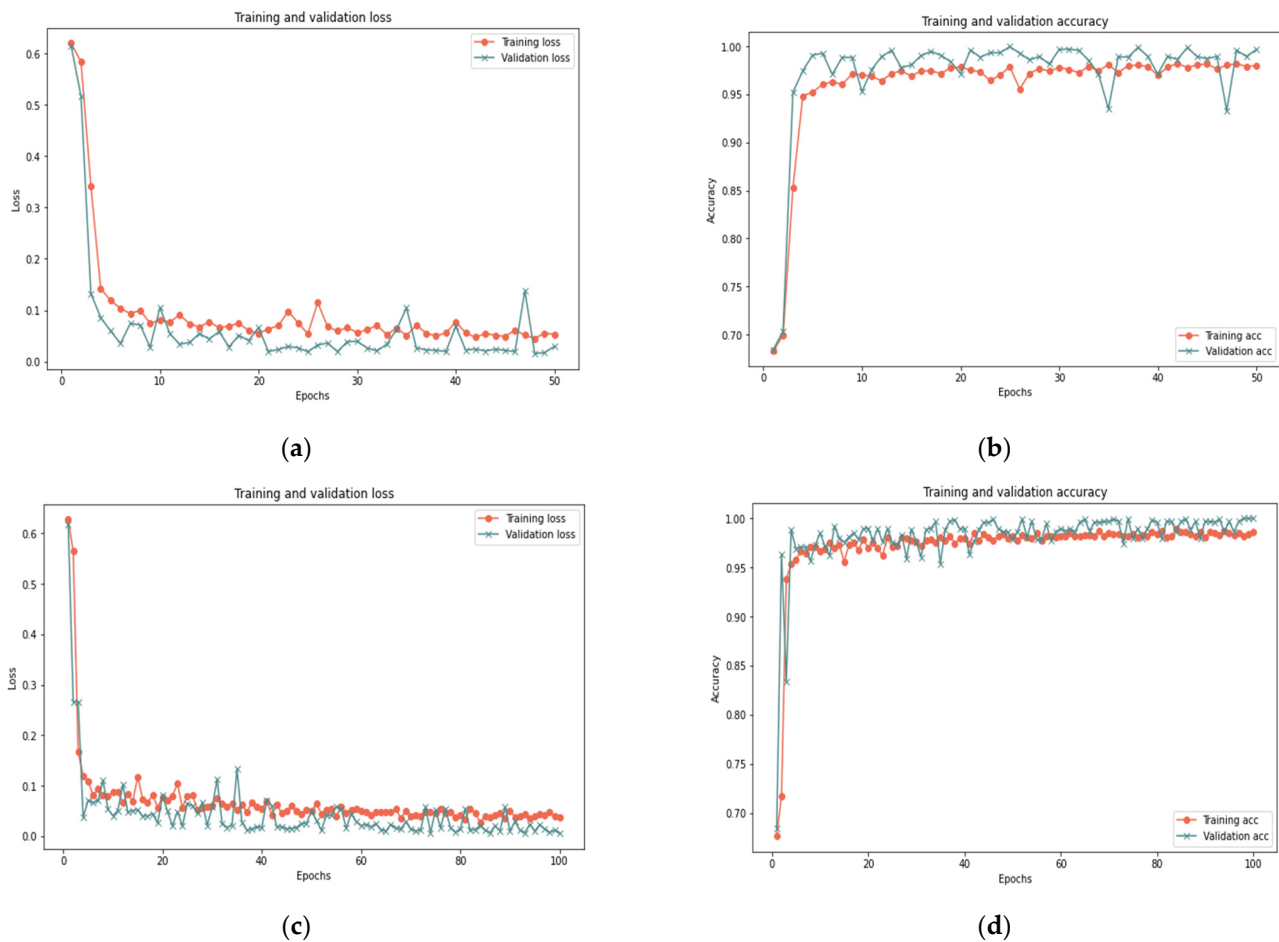 Training and validation loss
Training loss
Validation loss
0.6
0.5
0.4
0.3
0.2
0.1
0.0
Loss
0 10 20 30 40 50
Epochs
(a)
Training and validation accuracy
1.00
0.95
0.90
0.85
0.80
0.75
0.70
Accuracy
Training acc
Validation acc
0 10 20 30 40 50
Epochs
(b)
Training and validation loss
Training loss
Validation loss
0.6
0.5
0.4
0.3
0.2
0.1
0.0
Loss
0 20 40 60 80 100
Epochs
(c)
Training and validation accuracy
1.00
0.95
0.90
0.85
0.80
0.75
0.70
Accuracy
Training acc
Validation acc
0 20 40 60 80 100
Epochs
(d)